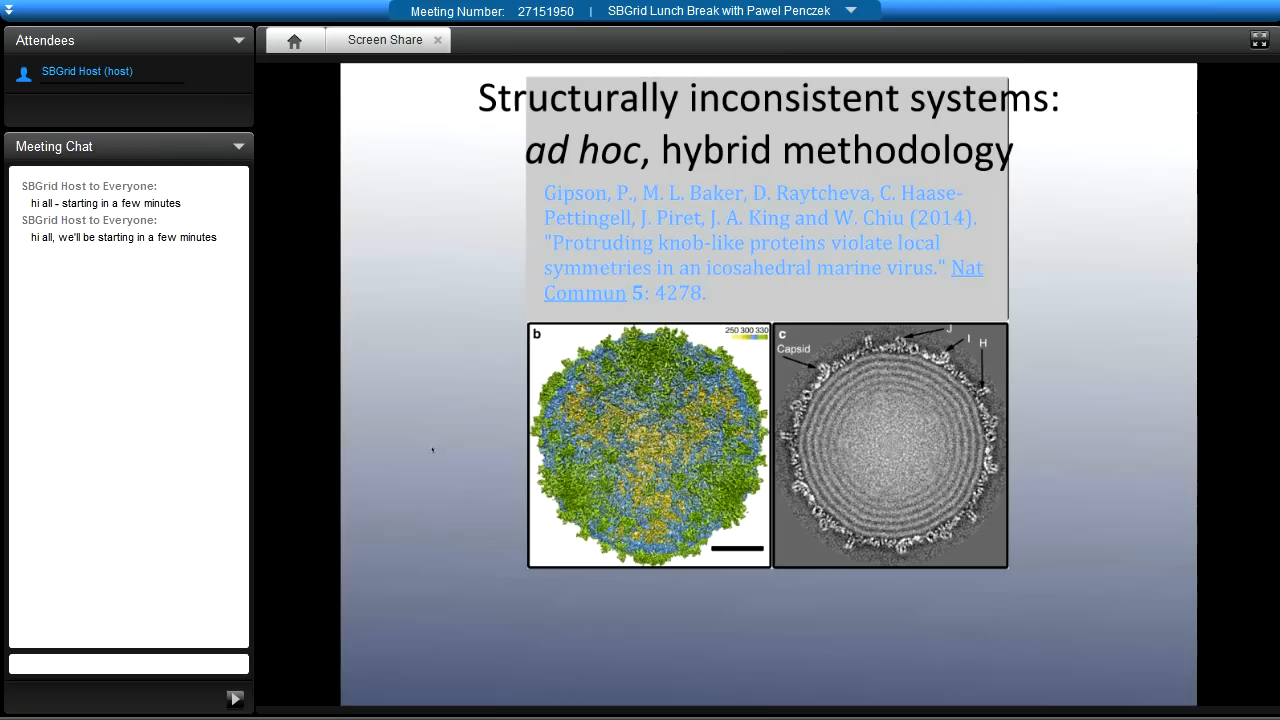 Meeting Number: 27151950 | SBGrid Lunch Break with Pawel Penczek
Attendees
SBGrid Host (host)
Meeting Chat
SBGrid Host to Everyone:
hi all - starting in a few minutes
SBGrid Host to Everyone:
hi all, we'll be starting in a few minutes
Screen Share
Structurally inconsistent systems:
ad hoc, hybrid methodology
Gipson, P., M. L. Baker, D. Raytcheva, C. Haase-
Pettingell, J. Piret, J. A. King and W. Chiu (2014).
"Protruding knob-like proteins violate local
symmetries in an icosahedral marine virus." Nat
Commun 5: 4278.
b
250 300 330
c
Capsid
J
I
H